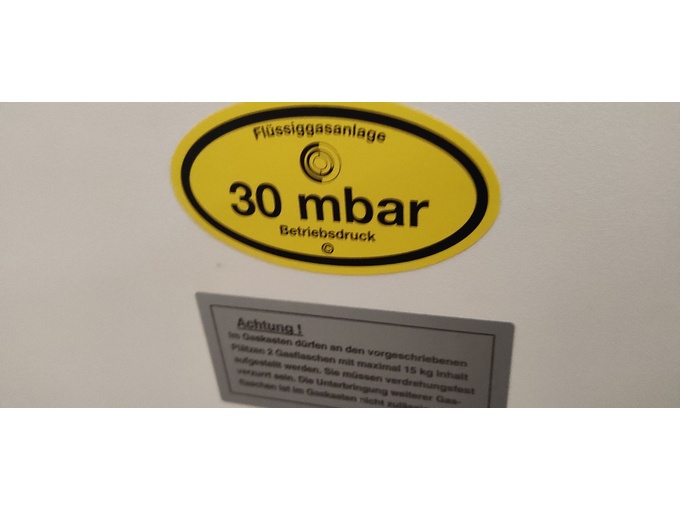 Flüssiggasanlage
30 mbar
Betriebsdruck
©
Achtung !
Im Gaskasten dürfen an den vorgeschriebenen
Plätzen 2 Gasflaschen mit maximal 15 kg Inhalt
aufgestellt werden. Sie müssen verdrehungsfest
verzurrt sein. Die Unterbringung weiterer Gas-
flaschen ist im Gaskasten nicht